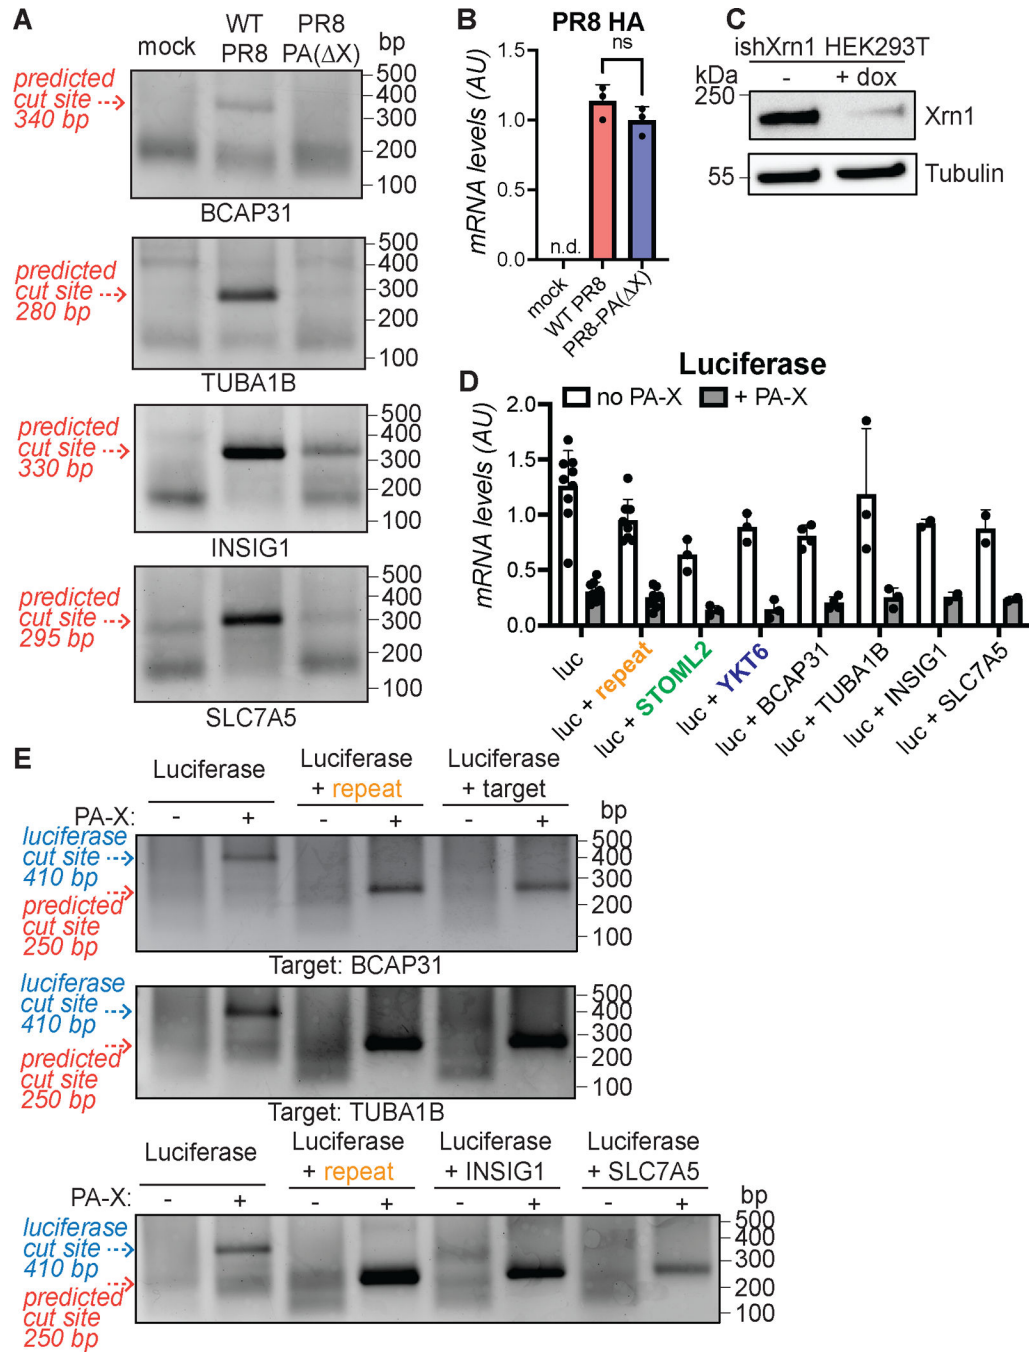 A
mock
WT
PR8
PR8
PA(ΔX)
bp
predicted
cut site
340 bp
500
400
300
200
100
BCAP31
predicted
cut site
280 bp
500
400
300
200
100
TUBA1B
predicted
cut site
330 bp
500
400
300
200
100
INSIG1
predicted
cut site
295 bp
500
400
300
200
100
SLC7A5
B
PR8 HA
ns
mRNA levels (AU)
1.5
1.0
0.5
0.0
n.d.
mock
WT PR8
PR8-PA(ΔX)
C
ishXrn1 HEK293T
kDa
-
+ dox
250
Xrn1
55
Tubulin
D
Luciferase
no PA-X
+ PA-X
mRNA levels (AU)
2.0
1.5
1.0
0.5
0.0
luc
luc + repeat
luc + STOML2
luc + YKT6
luc + BCAP31
luc + TUBA1B
luc + INSIG1
luc + SLC7A5
E
Luciferase
Luciferase
+ repeat
Luciferase
+ target
bp
PA-X: - + - + - +
luciferase
cut site
410 bp
predicted
cut site
250 bp
500
400
300
200
100
Target: BCAP31
luciferase
cut site
410 bp
predicted
cut site
250 bp
500
400
300
200
100
Target: TUBA1B
Luciferase
Luciferase
+ repeat
Luciferase
+ INSIG1
Luciferase
+ SLC7A5
bp
PA-X: - + - + - + - +
luciferase
cut site
410 bp
predicted
cut site
250 bp
500
400
300
200
100